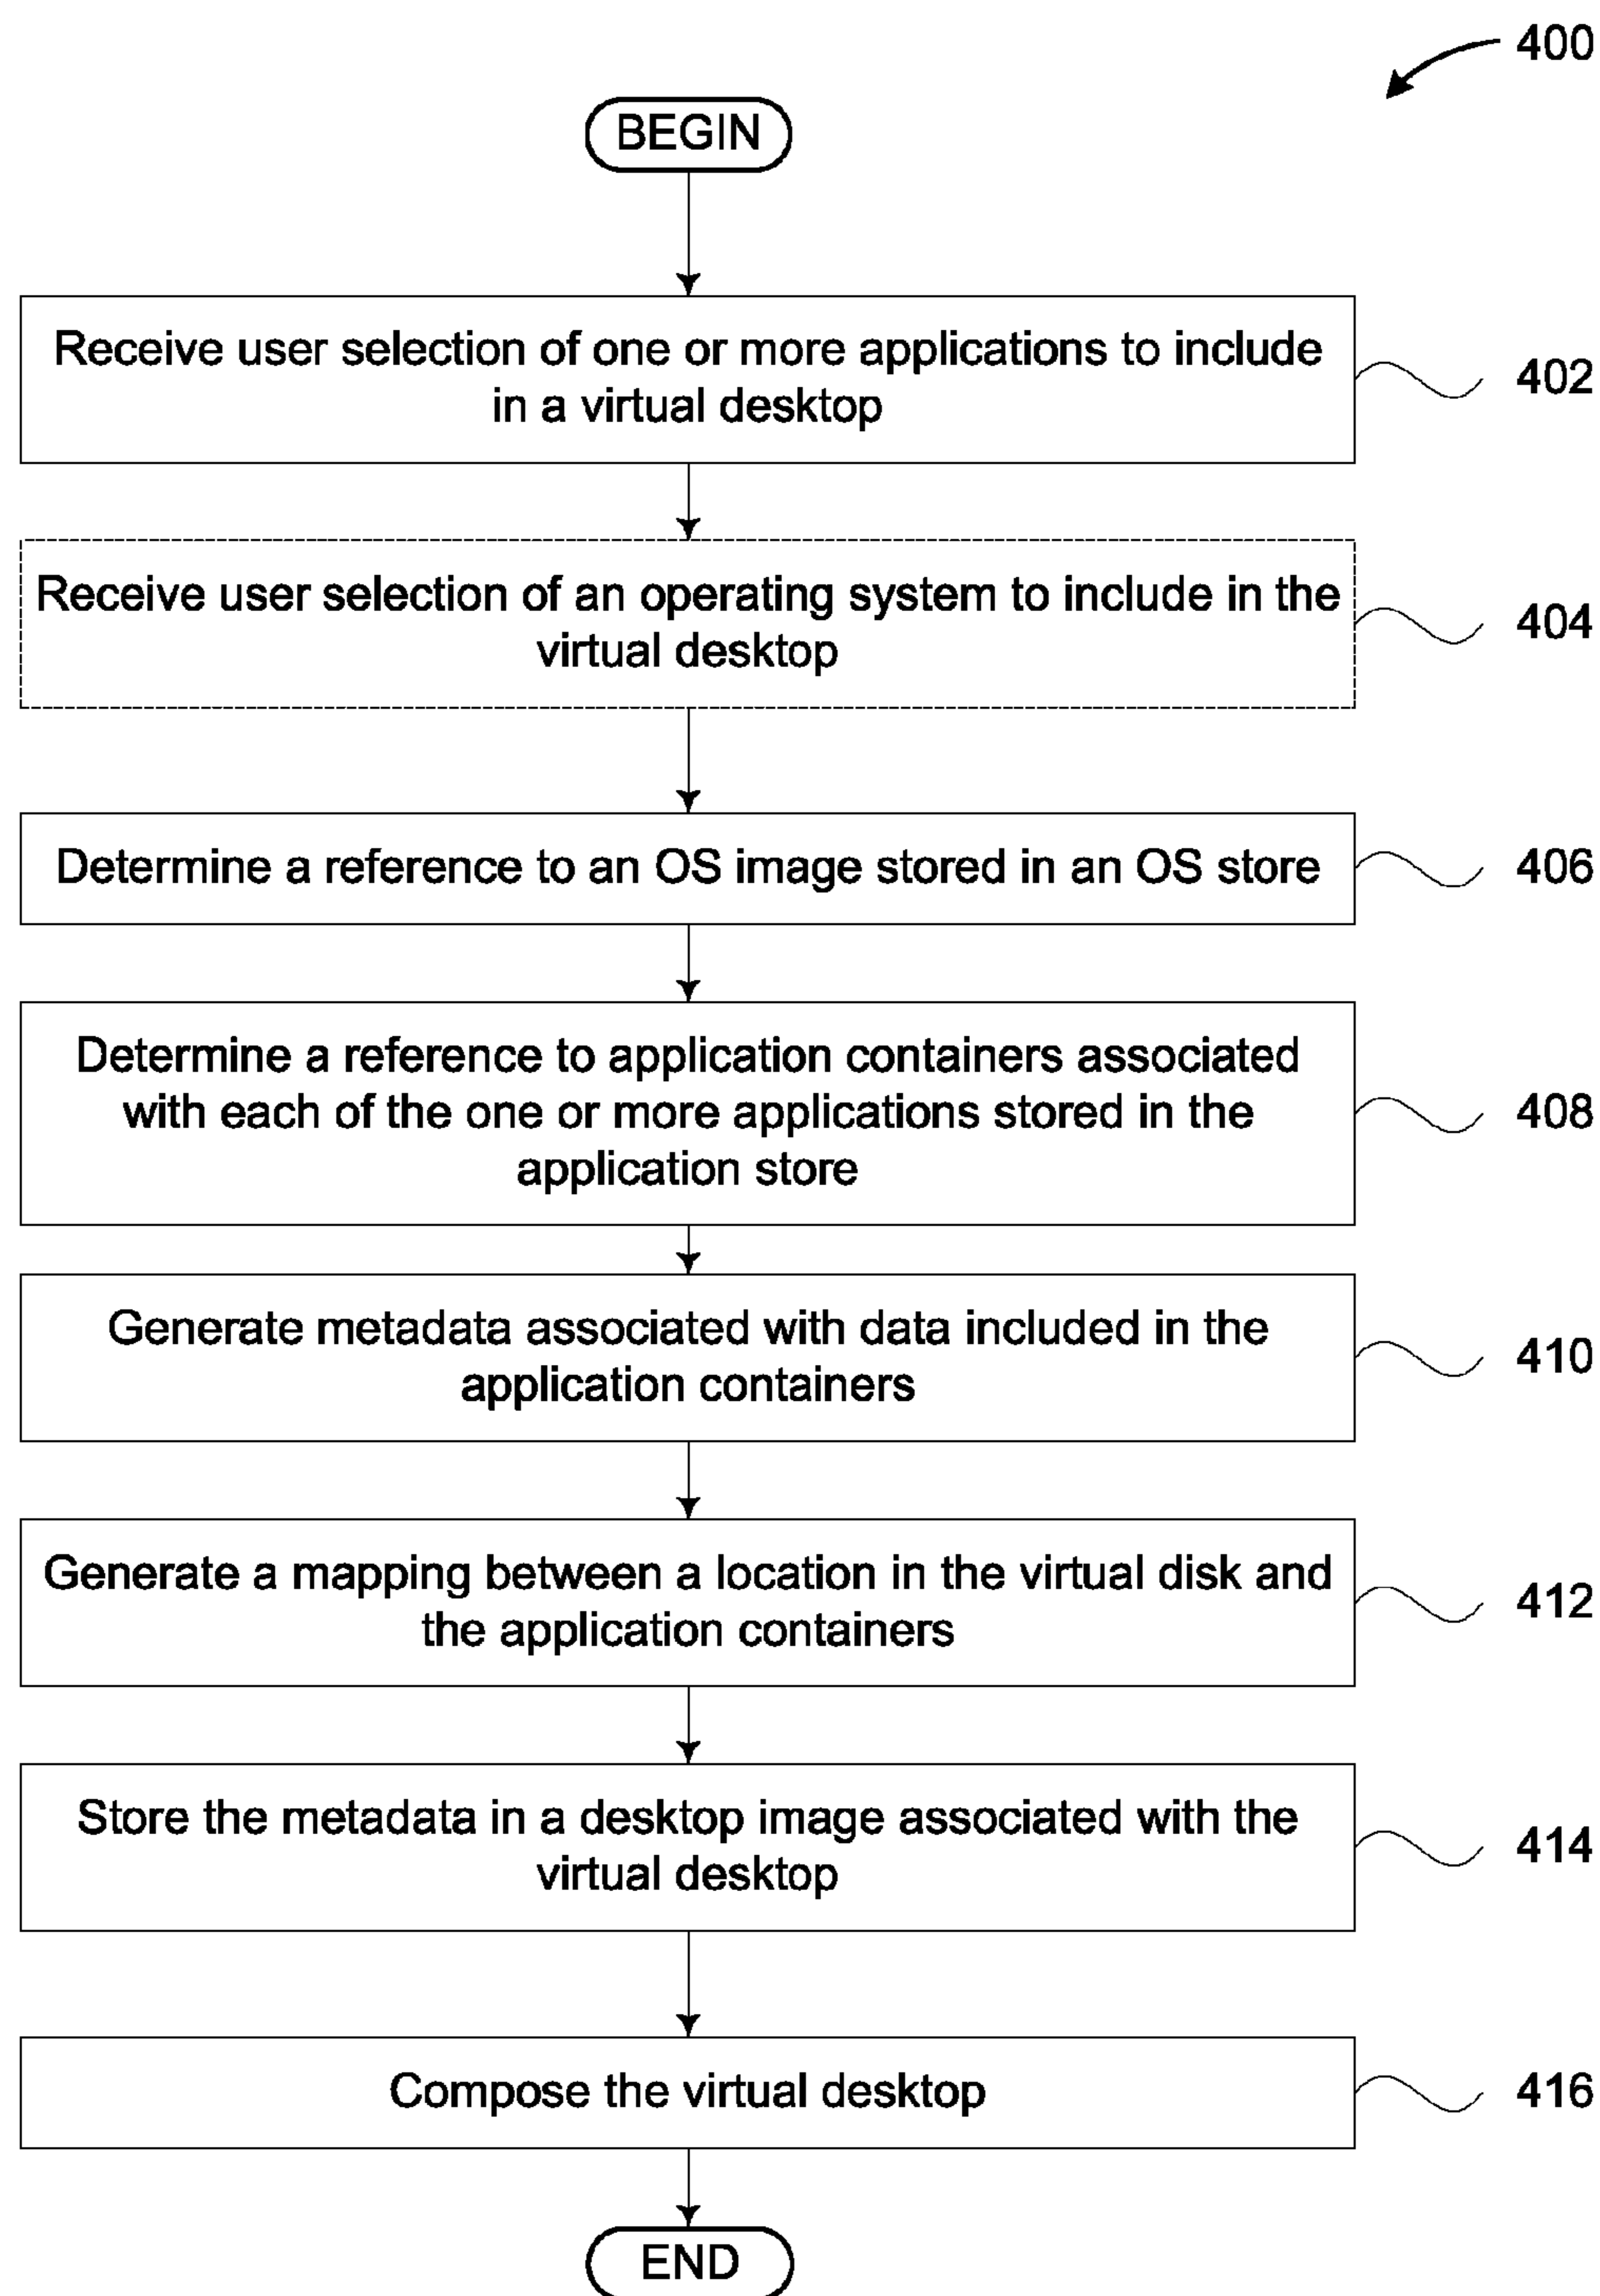 400
BEGIN
Receive user selection of one or more applications to include
in a virtual desktop
402
Receive user selection of an operating system to include in the
virtual desktop
404
Determine a reference to an OS image stored in an OS store
406
Determine a reference to application containers associated
with each of the one or more applications stored in the
application store
408
Generate metadata associated with data included in the
application containers
410
Generate a mapping between a location in the virtual disk and
the application containers
412
Store the metadata in a desktop image associated with the
virtual desktop
414
Compose the virtual desktop
416
END